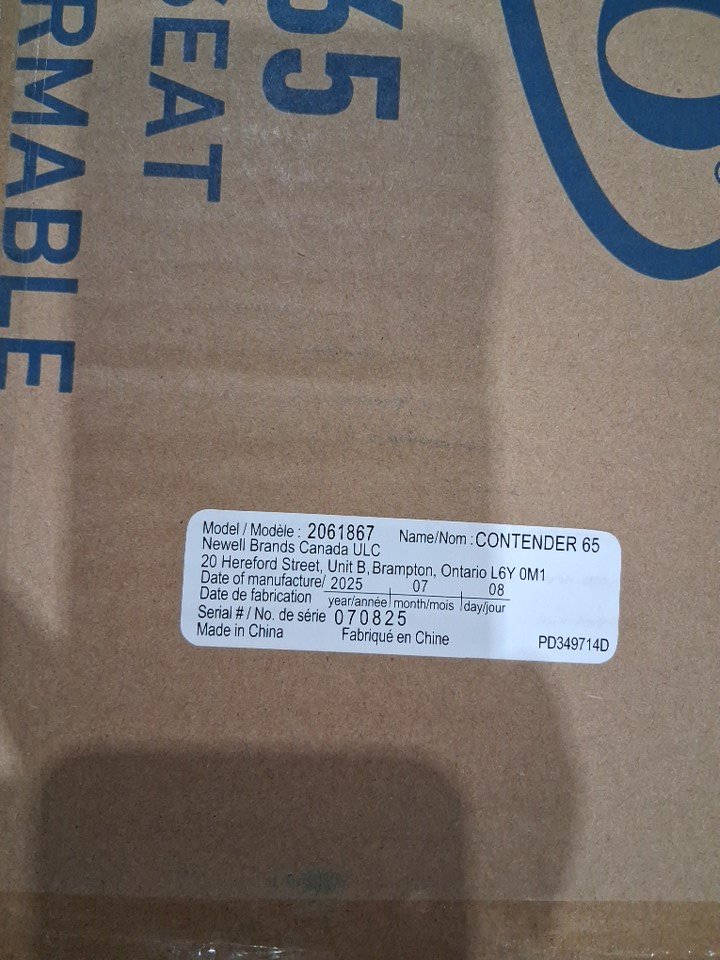 65
SEAT
RMABLE
Model / Modèle : 2061867 Name/Nom : CONTENDER 65
Newell Brands Canada ULC
20 Hereford Street, Unit B, Brampton, Ontario L6Y 0M1
Date of manufacture/ 2025 07 08
Date de fabrication year/année month/mois day/jour
Serial # / No. de série 070825
Made in China Fabriqué en Chine PD349714D